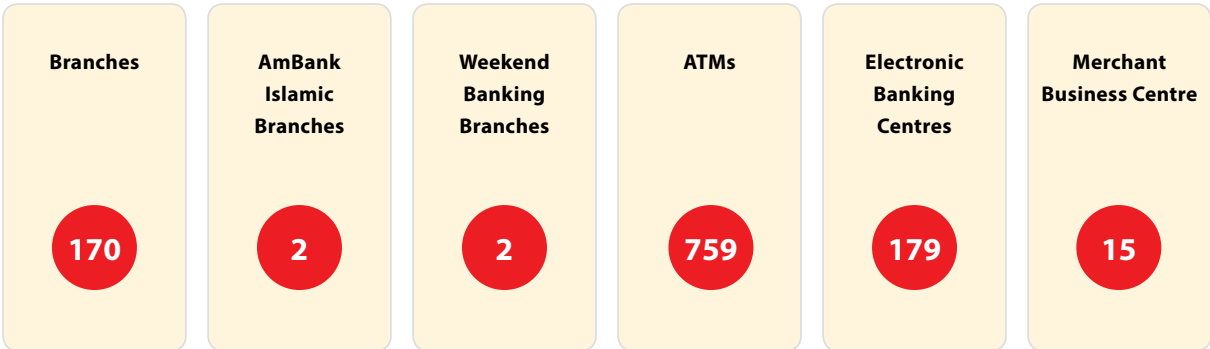 Branches
170
AmBank
Islamic
Branches
2
Weekend
Banking
Branches
2
ATMs
759
Electronic
Banking
Centres
179
Merchant
Business Centre
15